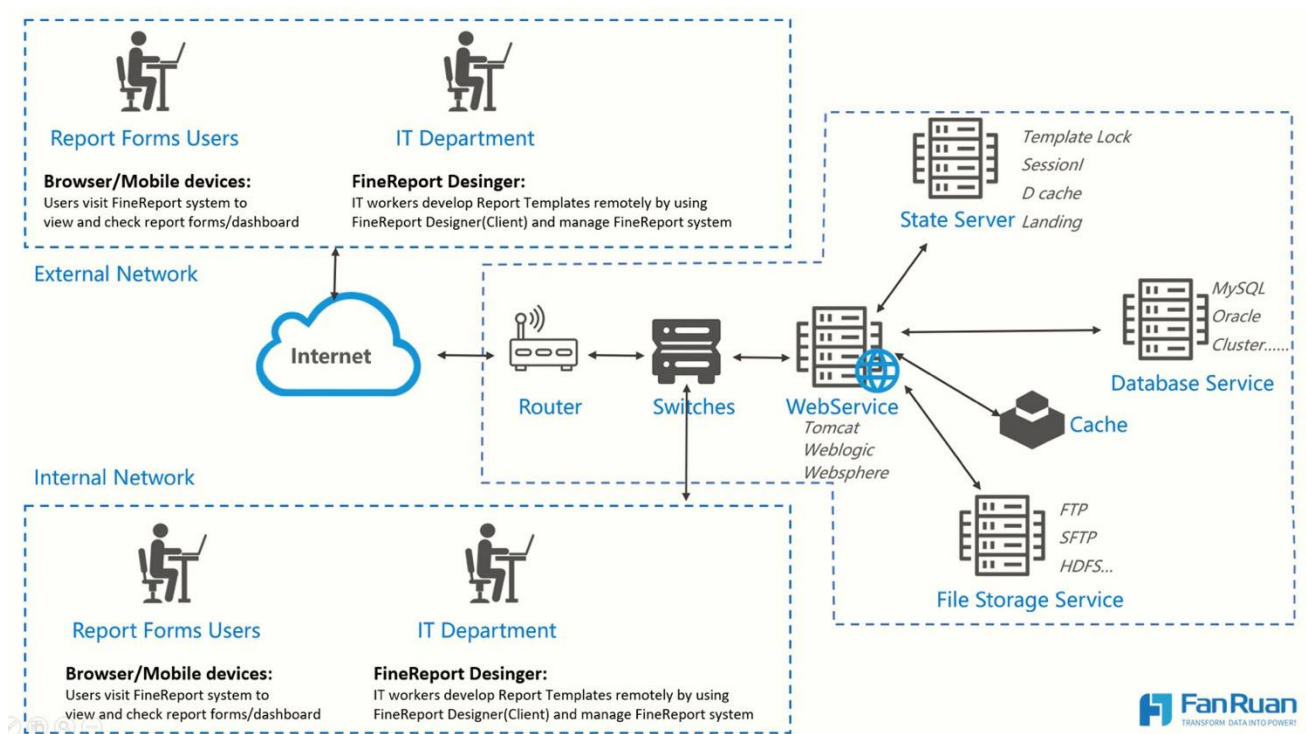 Report Forms Users
IT Department
Browser/Mobile devices:
Users visit FineReport system to
view and check report forms/dashboard
FineReport Desinger:
IT workers develop Report Templates remotely by using
FineReport Designer(Client) and manage FineReport system
External Network
Internet
Router
Switches
WebService
Tomcat
Weblogic
Websphere
State Server
Template Lock
SessionI
D cache
Landing
MySQL
Oracle
Cluster......
Database Service
Cache
FTP
SFTP
HDFS...
File Storage Service
Internal Network
Report Forms Users
IT Department
Browser/Mobile devices:
Users visit FineReport system to
view and check report forms/dashboard
FineReport Desinger:
IT workers develop Report Templates remotely by using
FineReport Designer(Client) and manage FineReport system
FanRuan
TRANSFORM DATA INTO POWER!